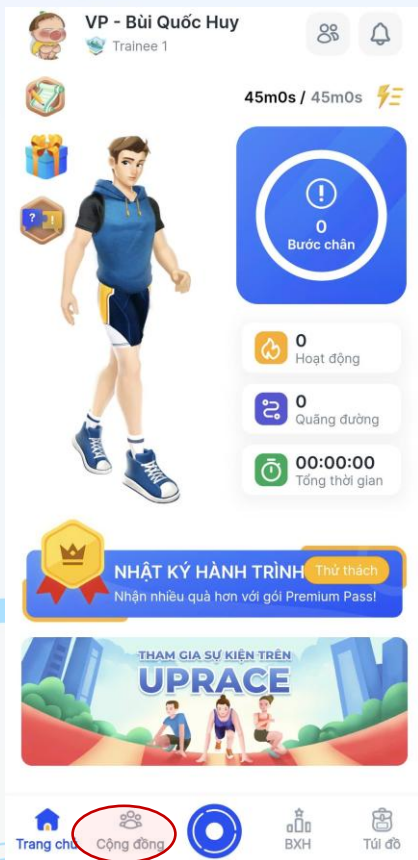 VP - Bùi Quốc Huy
Trainee 1
45m0s / 45m0s
? !
0
Bước chân
0
Hoạt động
0
Quãng đường
00:00:00
Tổng thời gian
NHẬT KÝ HÀNH TRÌNH
Thử thách
Nhận nhiều quà hơn với gói Premium Pass!
THAM GIA SỰ KIỆN TRÊN
UPRACE
Trang chủ
Cộng đồng
BXH
Túi đồ